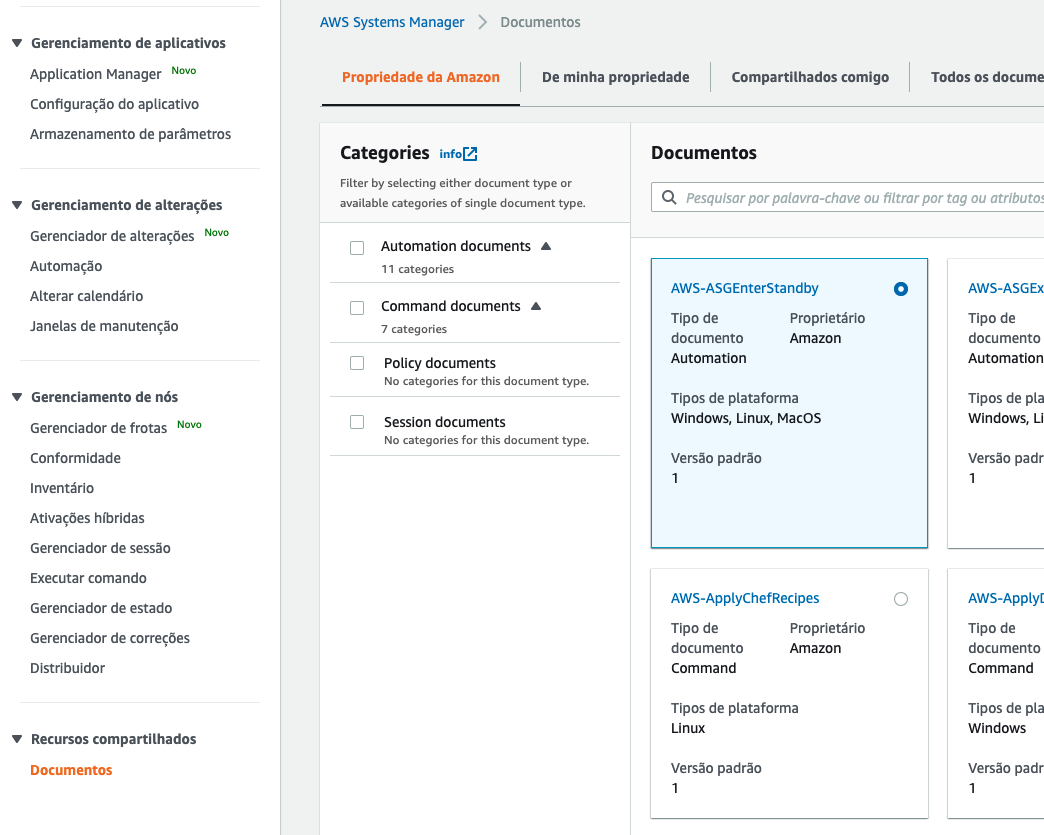 Gerenciamento de aplicativos
Application Manager Novo
Configuração do aplicativo
Armazenamento de parâmetros
Gerenciamento de alterações
Gerenciador de alterações Novo
Automação
Alterar calendário
Janelas de manutenção
Gerenciamento de nós
Gerenciador de frotas Novo
Conformidade
Inventário
Ativações híbridas
Gerenciador de sessão
Executar comando
Gerenciador de estado
Gerenciador de correções
Distribuidor
Recursos compartilhados
Documentos
AWS Systems Manager Documentos
Propriedade da Amazon De minha propriedade Compartilhados comigo Todos os docume
Categories info
Filter by selecting either document type or
available categories of single document type.
Automation documents
11 categories
Command documents
7 categories
Policy documents
No categories for this document type.
Session documents
No categories for this document type.
Documentos
Pesquisar por palavra-chave ou filtrar por tag ou atributos
AWS-ASGEnterStandby
Tipo de
documento
Automation
Proprietário
Amazon
Tipos de plataforma
Windows, Linux, MacOS
Versão padrão
1
AWS-ASGEx
Tipo de
documento
Automation
Tipos de pla
Windows, Li
Versão padr
1
AWS-ApplyChefRecipes
Tipo de
documento
Command
Proprietário
Amazon
Tipos de plataforma
Linux
Versão padrão
1
AWS-ApplyD
Tipo de
documento
Command
Tipos de pla
Windows
Versão padr
1